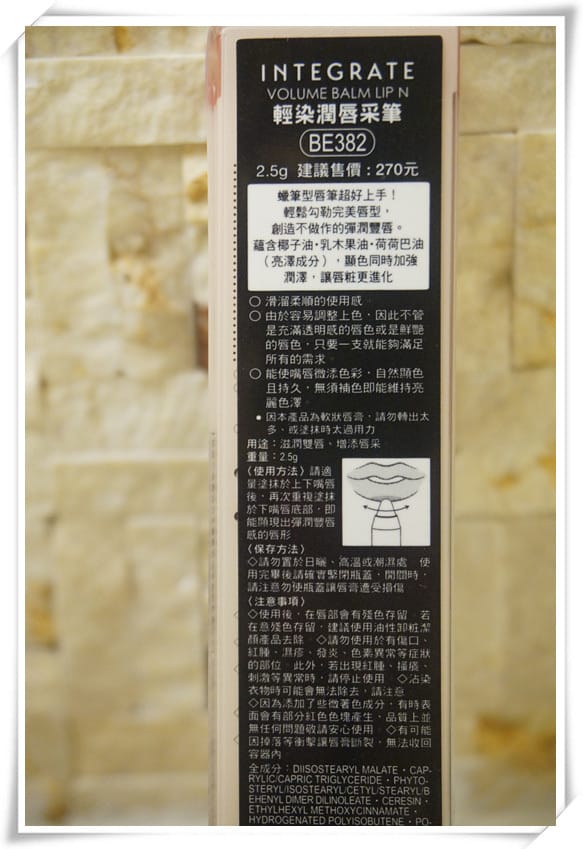 INTEGRATE
VOLUME BALM LIP N
輕染潤唇采筆
BE382
2.5g 建議售價：270元
蠟筆型唇筆超好上手！
輕鬆勾勒完美唇型，
創造不做作的彈潤豐唇。
蘊含椰子油・乳木果油・荷荷巴油
（亮澤成分），顯色同時加強
潤澤，讓唇粧更進化
○ 滑溜柔順的使用感。
○ 由於容易調整上色，因此不管
是充滿透明感的唇色或是鮮艷
的唇色，只要一支就能夠滿足
所有的需求。
○ 能使嘴唇微添色彩，自然顯色
且持久，無須補色即能維持亮
麗色澤。
● 因本產品為軟狀唇膏，請勿轉出太
多、或塗抹時太過用力
用途：滋潤雙唇、增添唇采
重量：2.5g
〈使用方法〉請適
量塗抹於上下嘴唇
後，再次重複塗抹
於下嘴唇底部，即
能顯現出彈潤豐唇
感的唇形
〈保存方法〉
◇請勿置於日曬、高溫或潮濕處。使
用完畢後請確實緊閉瓶蓋，開關時，
請注意勿使瓶蓋讓唇膏遭受損傷
〈注意事項〉
◇使用後，在唇部會有殘色存留。若
在意殘色存留，建議使用油性卸粧潔
顏產品去除。◇請勿使用於有傷口、
紅腫、濕疹、發炎、色素異常等症狀
的部位。此外，若出現紅腫、搔癢、
刺激等異常時，請停止使用。◇沾染
衣物時可能會無法除去，請注意
◇因為添加了些微著色成分，有時表
面會有部分紅色色塊產生，品質上並
無任何問題敬請安心使用。◇有可能
因掉落等衝擊讓唇膏斷裂，無法收回
容器內
全成分：DIISOSTEARYL MALATE・CAP-
RYLIC/CAPRIC TRIGLYCERIDE・PHYTO-
STERYL/ISOSTEARYL/CETYL/STEARYL/B
EHENYL DIMER DILINOLEATE・CERESIN・
ETHYLHEXYL METHOXYCINNAMATE・
HYDROGENATED POLYISOBUTENE・PO-